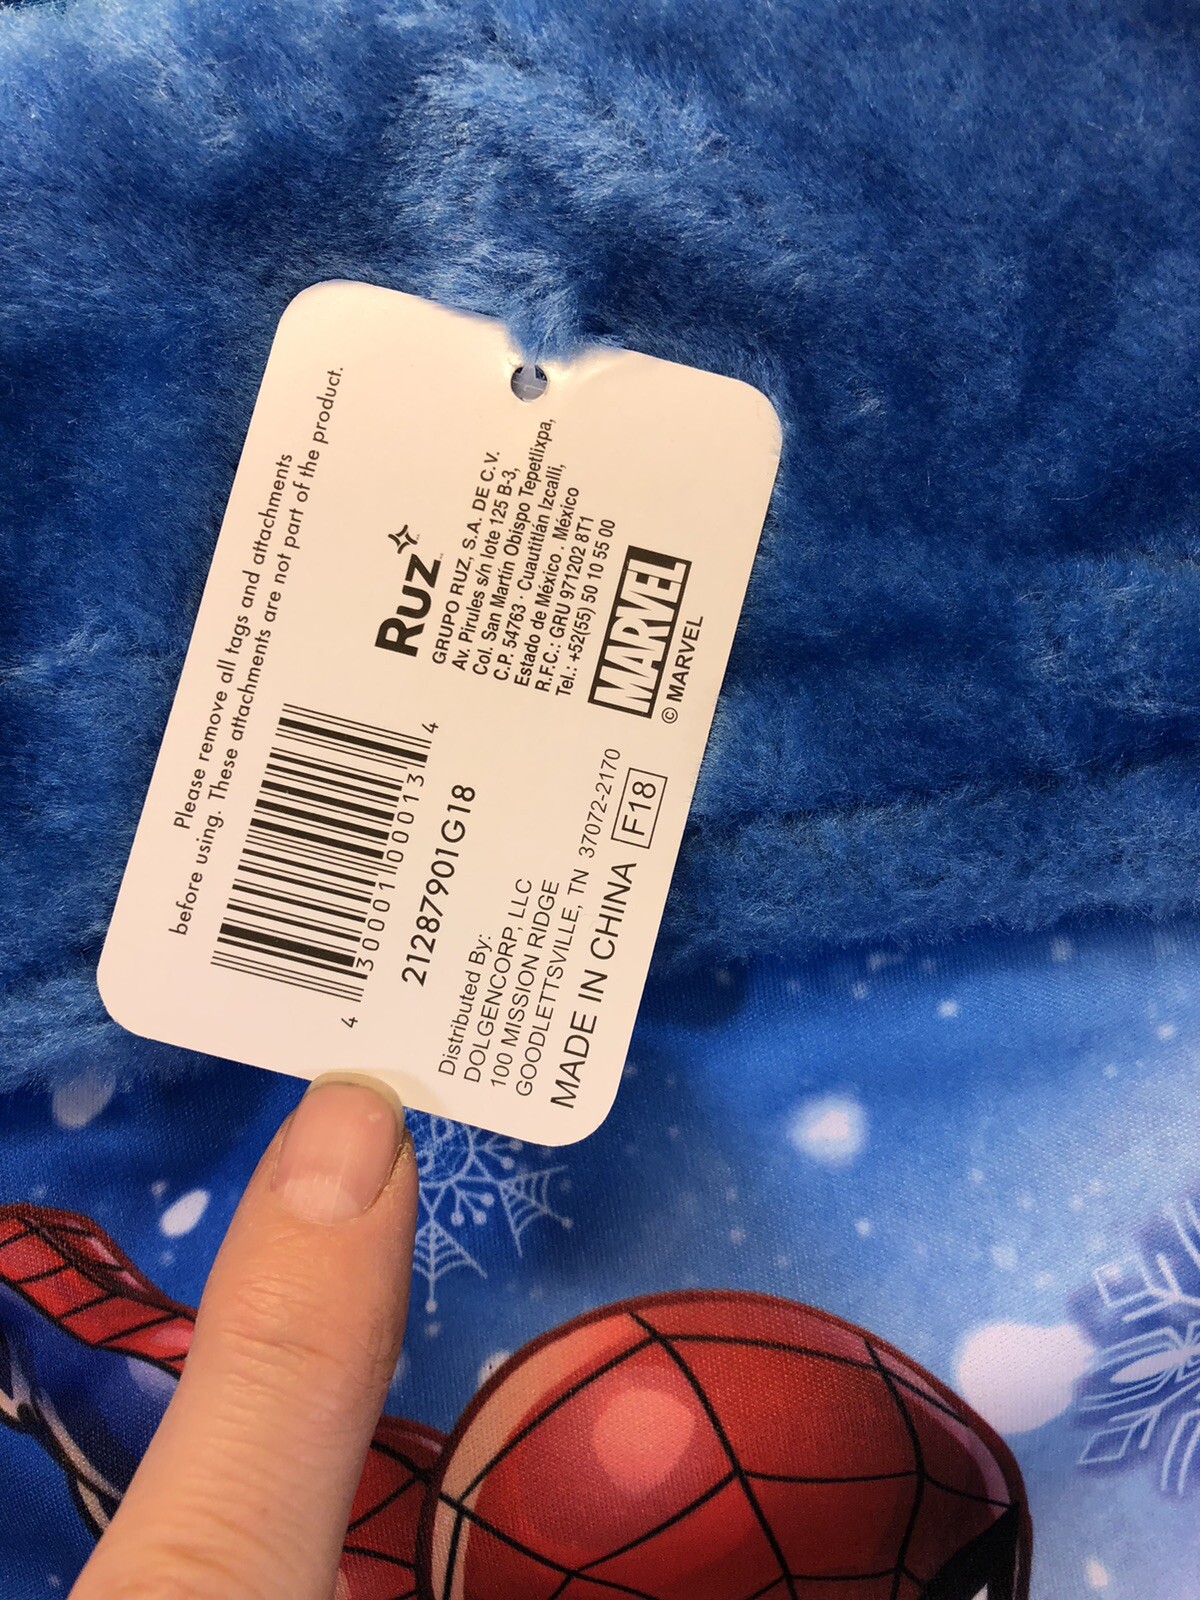 Please remove all tags and attachments
before using. These attachments are not part of the product.
4 30001 00013 4
21287901G18
Distributed By:
DOLGENCORP, LLC
100 MISSION RIDGE
GOODLETTSVILLE, TN 37072-2170
MADE IN CHINA F18
Ruz
GRUPO RUZ, S.A. DE C.V.
Av. Pirules s/n lote 125 B-3,
Col. San Martín Obispo Tepetlixpa,
C.P. 54763 · Cuautitlán Izcalli,
Estado de México . México
R.F.C.: GRU 971202 8T1
Tel.: +52(55) 50 10 55 00
MARVEL
© MARVEL